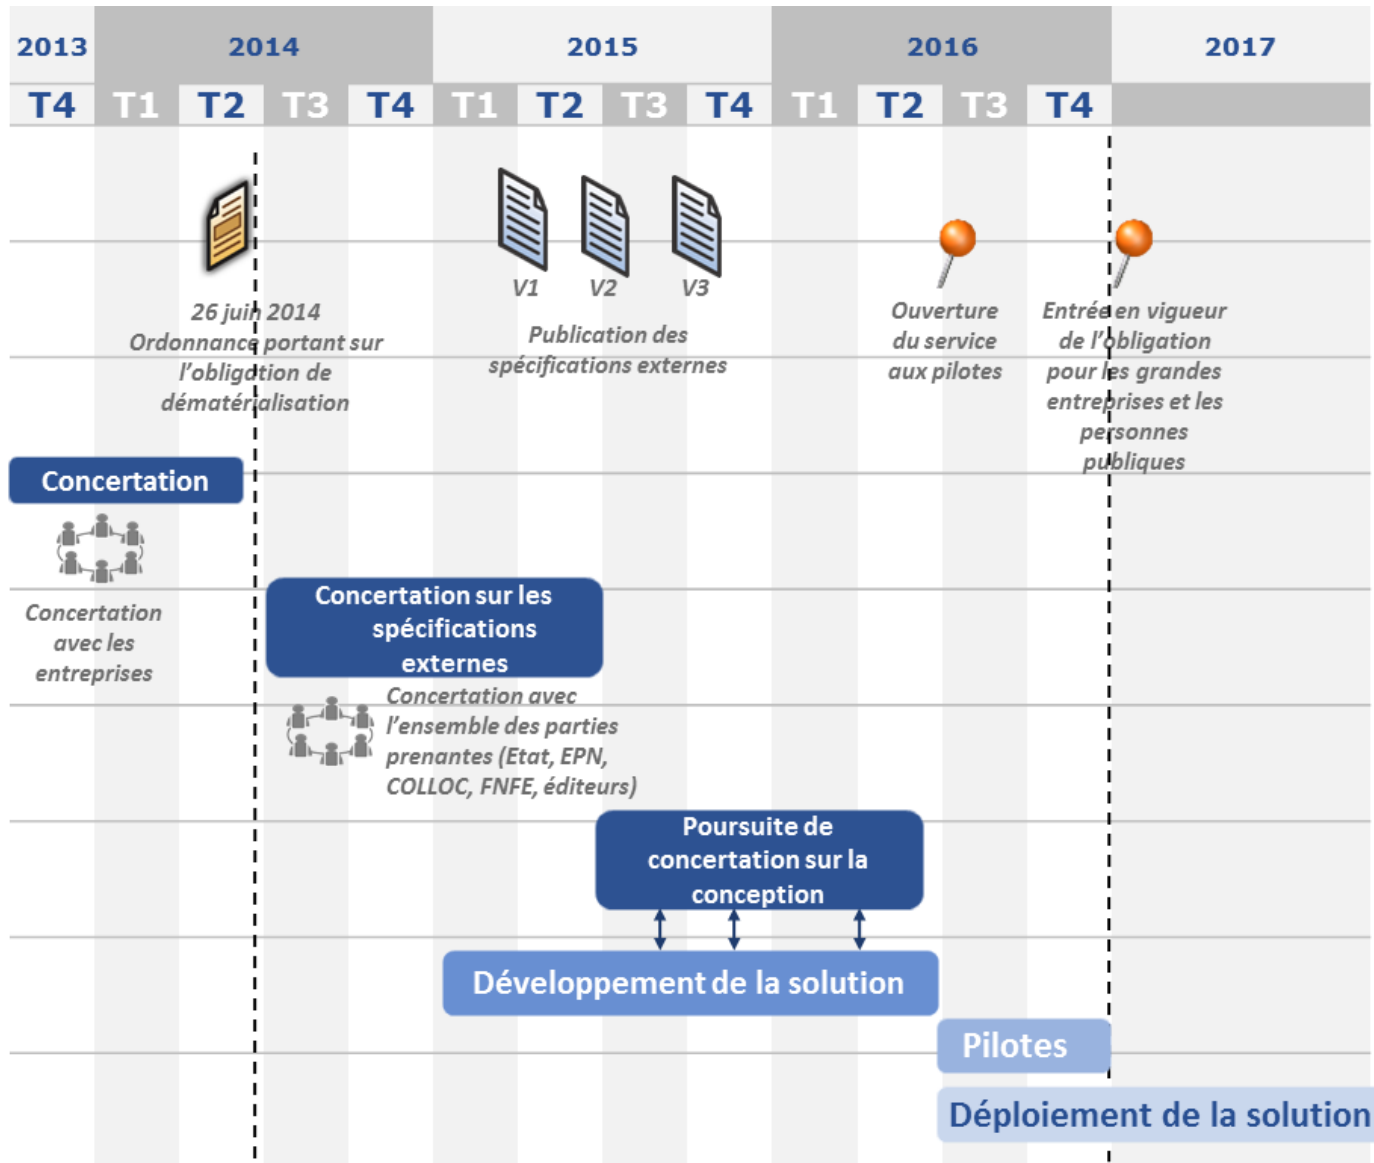 2013 2014 2015 2016 2017
T4 T1 T2 T3 T4 T1 T2 T3 T4 T1 T2 T3 T4
V1 V2 V3
26 juin 2014
Ordonnance portant sur
l'obligation de
dématérialisation
Publication des
spécifications externes
Ouverture
du service
aux pilotes
Entrée en vigueur
de l'obligation
pour les grandes
entreprises et les
personnes
publiques
Concertation
Concertation
avec les
entreprises
Concertation sur les
spécifications
externes
Concertation avec
l'ensemble des parties
prenantes (Etat, EPN,
COLLOC, FNFE, éditeurs)
Poursuite de
concertation sur la
conception
Développement de la solution
Pilotes
Déploiement de la solution